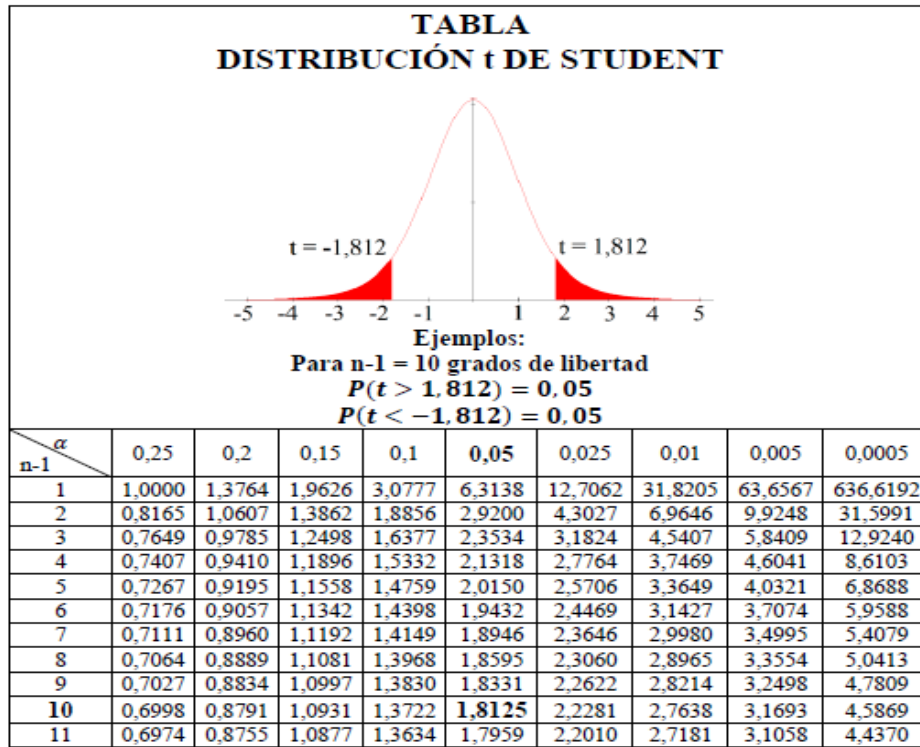 TABLA
DISTRIBUCIÓN t DE STUDENT
t = -1,812 t = 1,812
-5 -4 -3 -2 -1 1 2 3 4 5
Ejemplos:
Para n-1 = 10 grados de libertad
P(t > 1,812) = 0,05
P(t < −1,812) = 0,05
α
n-1 0,25 0,2 0,15 0,1 0,05 0,025 0,01 0,005 0,0005
1 1,0000 1,3764 1,9626 3,0777 6,3138 12,7062 31,8205 63,6567 636,6192
2 0,8165 1,0607 1,3862 1,8856 2,9200 4,3027 6,9646 9,9248 31,5991
3 0,7649 0,9785 1,2498 1,6377 2,3534 3,1824 4,5407 5,8409 12,9240
4 0,7407 0,9410 1,1896 1,5332 2,1318 2,7764 3,7469 4,6041 8,6103
5 0,7267 0,9195 1,1558 1,4759 2,0150 2,5706 3,3649 4,0321 6,8688
6 0,7176 0,9057 1,1342 1,4398 1,9432 2,4469 3,1427 3,7074 5,9588
7 0,7111 0,8960 1,1192 1,4149 1,8946 2,3646 2,9980 3,4995 5,4079
8 0,7064 0,8889 1,1081 1,3968 1,8595 2,3060 2,8965 3,3554 5,0413
9 0,7027 0,8834 1,0997 1,3830 1,8331 2,2622 2,8214 3,2498 4,7809
10 0,6998 0,8791 1,0931 1,3722 1,8125 2,2281 2,7638 3,1693 4,5869
11 0,6974 0,8755 1,0877 1,3634 1,7959 2,2010 2,7181 3,1058 4,4370